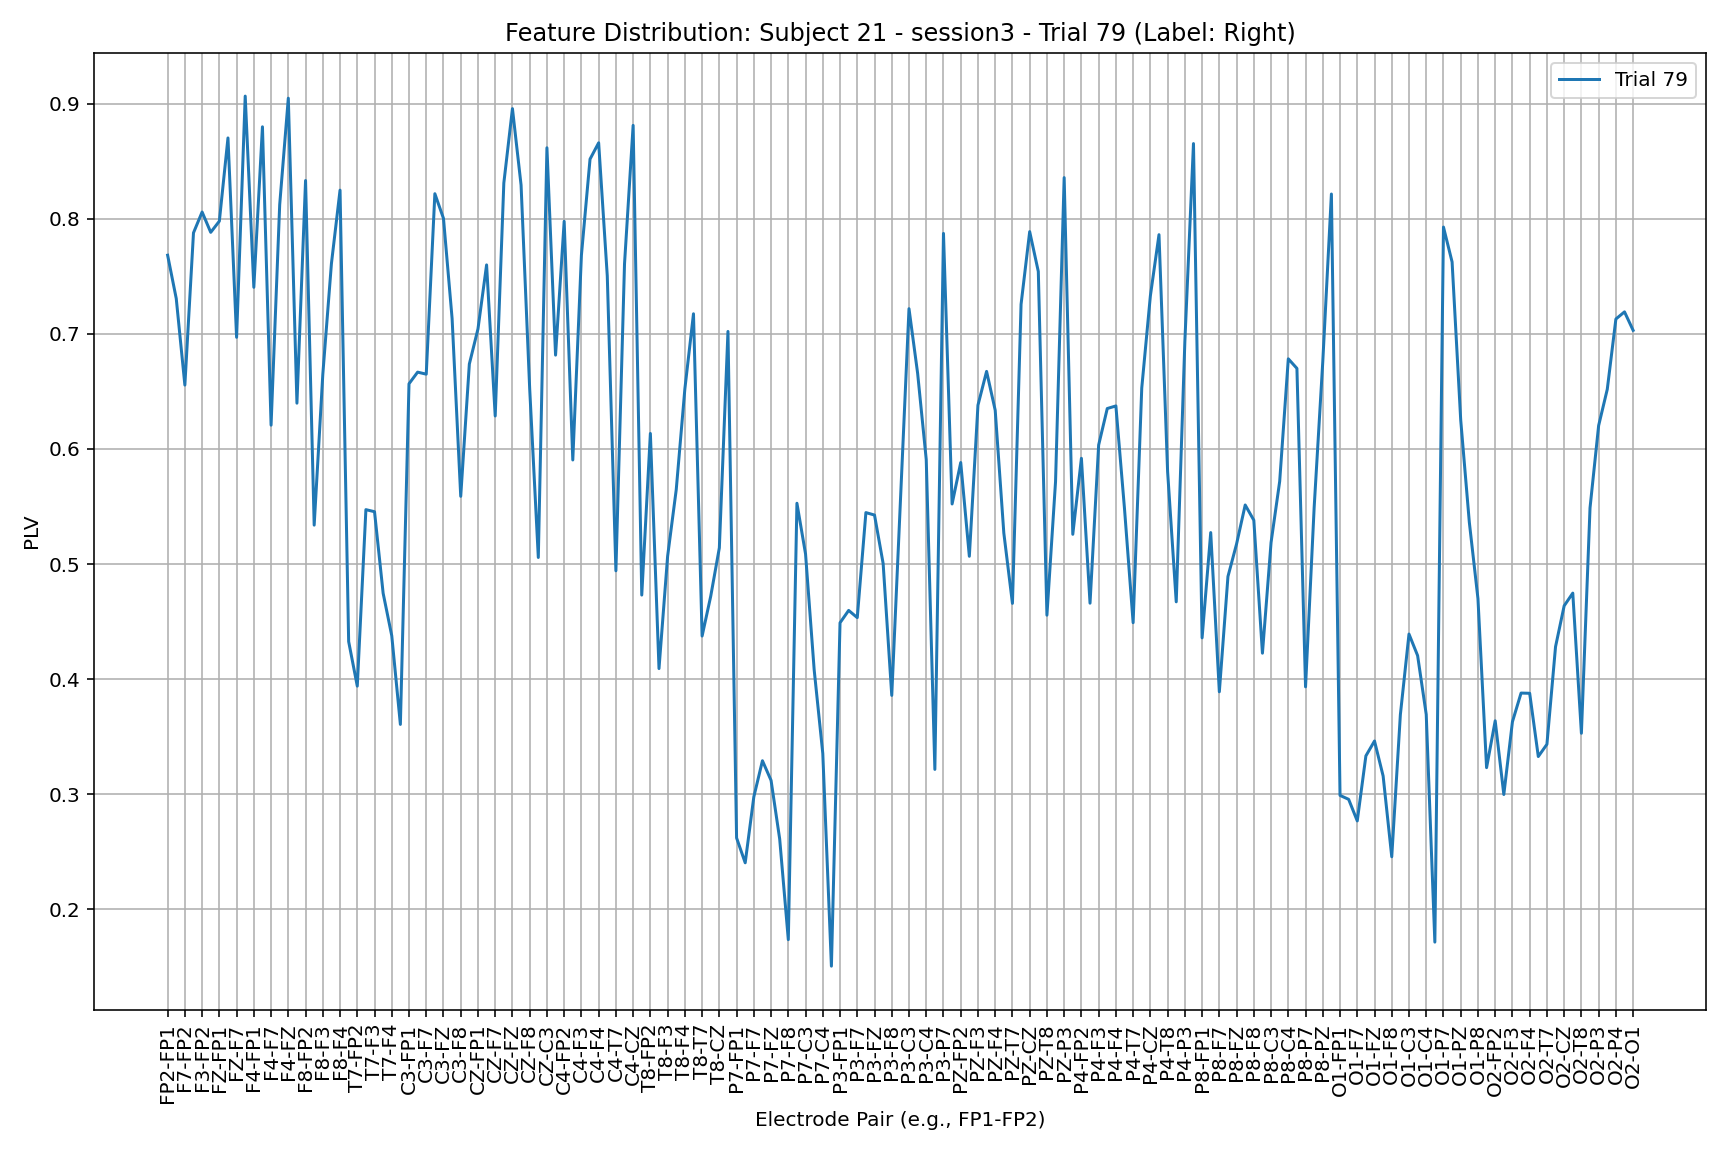 Feature Distribution: Subject 21 - session3 - Trial 79 (Label: Right)
Trial 79
PLV
0.9
0.8
0.7
0.6
0.5
0.4
0.3
0.2
FP2-FP1
F7-FP2
F3-FP2
FZ-FP1
FZ-F7
F4-FP1
F4-F7
F4-FZ
F8-FP2
F8-F3
F8-F4
T7-FP2
T7-F3
T7-F4
C3-FP1
C3-F7
C3-FZ
C3-F8
CZ-FP1
CZ-F7
CZ-FZ
CZ-F8
CZ-C3
C4-FP2
C4-F3
C4-F4
C4-T7
C4-CZ
T8-FP2
T8-F3
T8-F4
T8-T7
T8-CZ
P7-FP1
P7-F7
P7-FZ
P7-F8
P7-C3
P7-C4
P3-FP1
P3-F7
P3-FZ
P3-F8
P3-C3
P3-C4
P3-P7
PZ-FP2
PZ-F3
PZ-F4
PZ-T7
PZ-CZ
PZ-T8
PZ-P3
P4-FP2
P4-F3
P4-F4
P4-T7
P4-CZ
P4-T8
P4-P3
P8-FP1
P8-F7
P8-FZ
P8-F8
P8-C3
P8-C4
P8-P7
P8-PZ
O1-FP1
O1-F7
O1-FZ
O1-F8
O1-C3
O1-C4
O1-P7
O1-PZ
O1-P8
O2-FP2
O2-F3
O2-F4
O2-T7
O2-CZ
O2-T8
O2-P3
O2-P4
O2-O1
Electrode Pair (e.g., FP1-FP2)